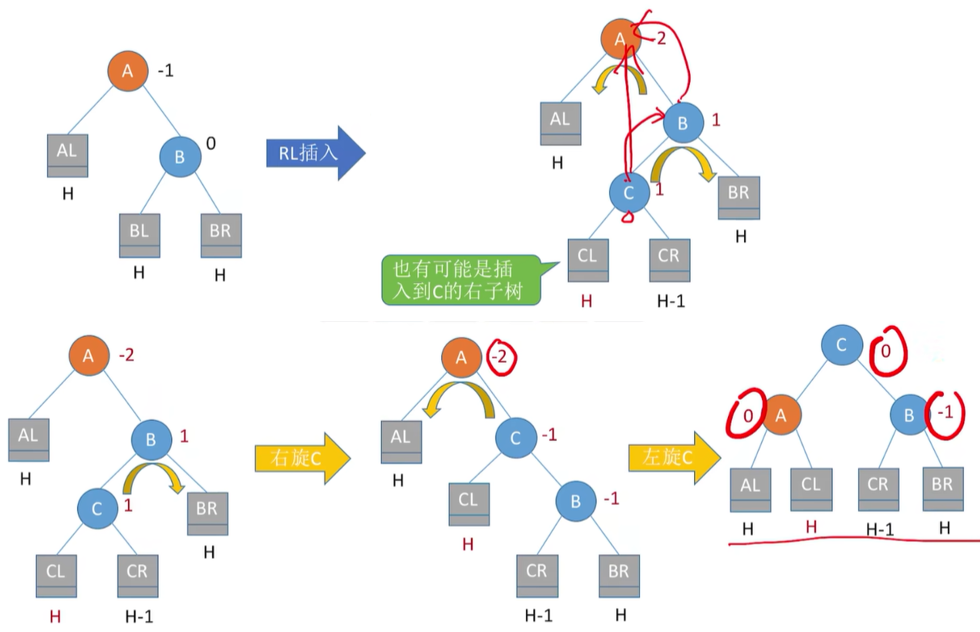 A -1
AL
H
B 0
BL
H
BR
H
RL插入
A -2
AL
H
B 1
C 1
BR
H
CL
H
CR
H-1
也有可能是插
入到C的右子树
A -2
AL
H
B 1
C 1
BR
H
CL
H
CR
H-1
右旋C
A -2
AL
H
C -1
CL
H
B -1
CR
H-1
BR
H
左旋C
C 0
0 A
B -1
AL
H
CL
H
CR
H-1
BR
H